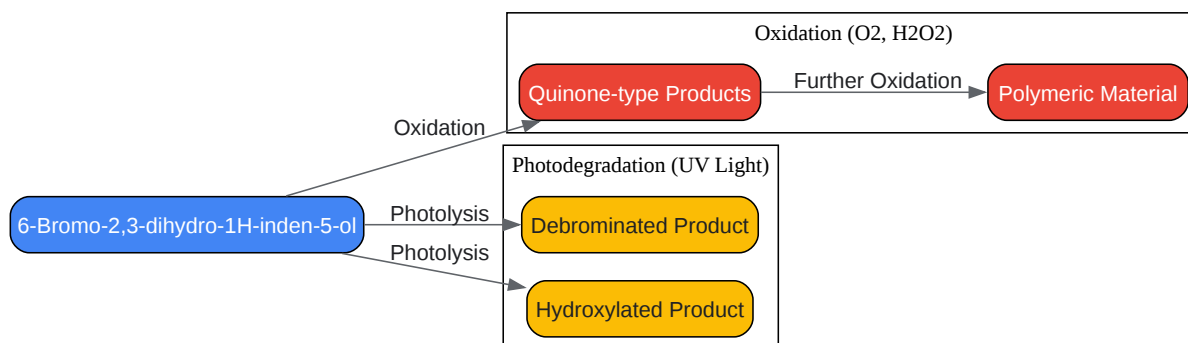 Oxidation (O2, H2O2)
Quinone-type Products
Further Oxidation
Polymeric Material
Oxidation
Photodegradation (UV Light)
6-Bromo-2,3-dihydro-1H-inden-5-ol
Photolysis
Debrominated Product
Photolysis
Hydroxylated Product